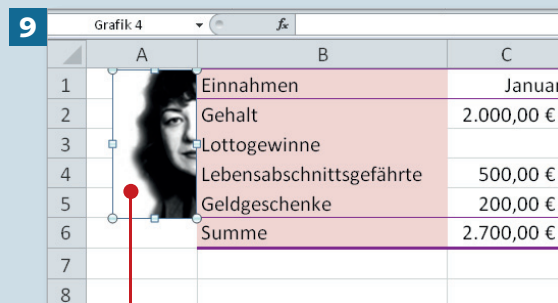 9
Grafik 4 fx
A B C
1 Einnahmen Januar
2 Gehalt 2.000,00 €
3 Lottogewinne
4 Lebensabschnittsgefährte 500,00 €
5 Geldgeschenke 200,00 €
6 Summe 2.700,00 €
7
8